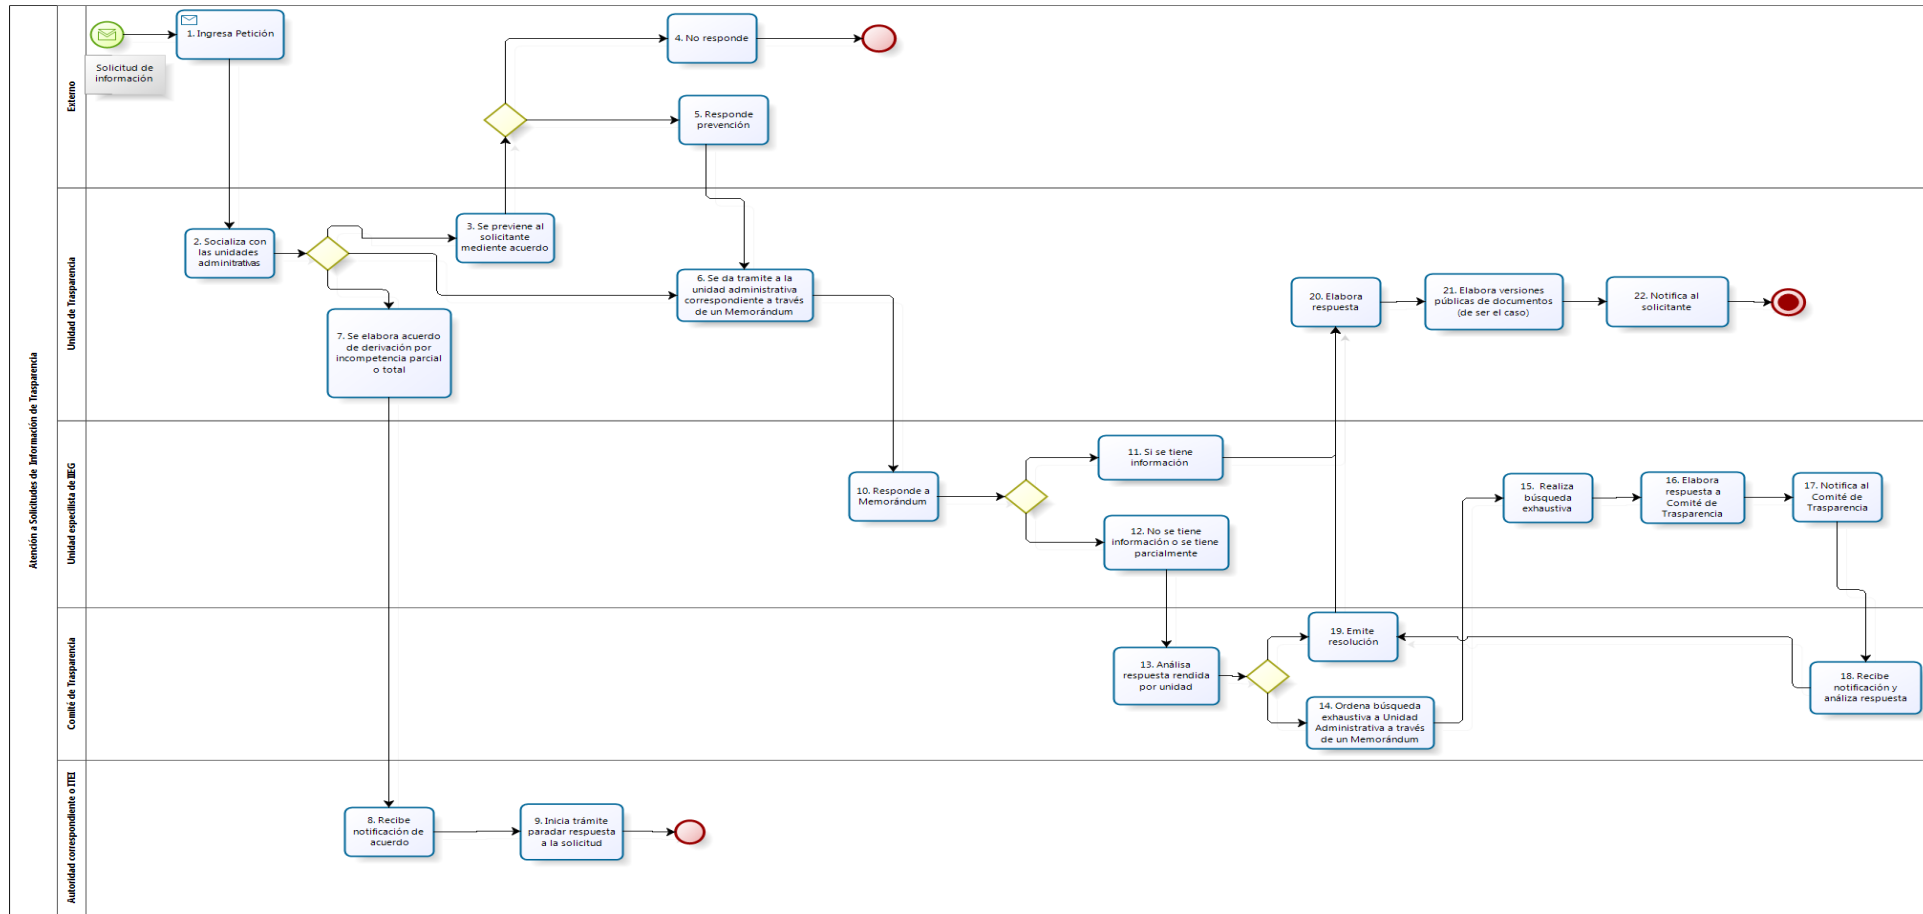 Atención a Solicitudes de Información de Trasparencia
Externo
Solicitud de
información
1. Ingresa Petición
4. No responde
5. Responde
prevención
Unidad de Trasparencia
2. Socializa con
las unidades
adminitrativas
3. Se previene al
solicitante
mediente acuerdo
6. Se da tramite a la
unidad administrativa
correspondiente a través
de un Memorándum
7. Se elabora acuerdo
de derivación por
incompetencia parcial
o total
20. Elabora
respuesta
21. Elabora versiones
públicas de documentos
(de ser el caso)
22. Notifica al
solicitante
Unidad especilista de IIEG
10. Responde a
Memorándum
11. Si se tiene
información
12. No se tiene
información o se tiene
parcialmente
15. Realiza
búsqueda
exhaustiva
16. Elabora
respuesta a
Comité de
Trasparencia
17. Notifica al
Comité de
Trasparencia
Comité de Trasparencia
13. Análisa
respuesta rendida
por unidad
19. Emite
resolución
14. Ordena búsqueda
exhaustiva a Unidad
Administrativa a través
de un Memorándum
18. Recibe
notificación y
análiza respuesta
Autoridad correspondiente o ITEI
8. Recibe
notificación de
acuerdo
9. Inicia trámite
paradar respuesta
a la solicitud